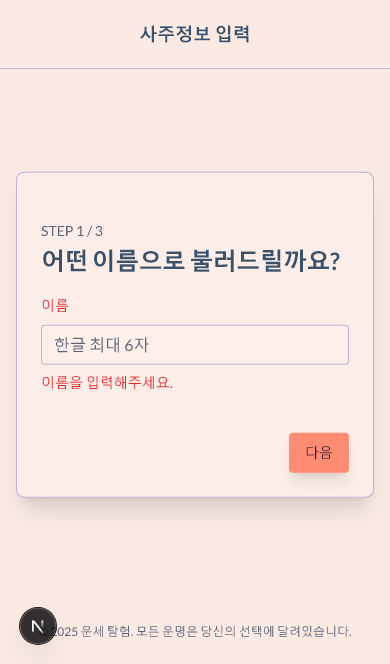 사주정보 입력
STEP 1 / 3
어떤 이름으로 불러드릴까요?
이름
한글 최대 6자
이름을 입력해주세요.
다음
N
2025 운세 탐험. 모든 운명은 당신의 선택에 달려있습니다.